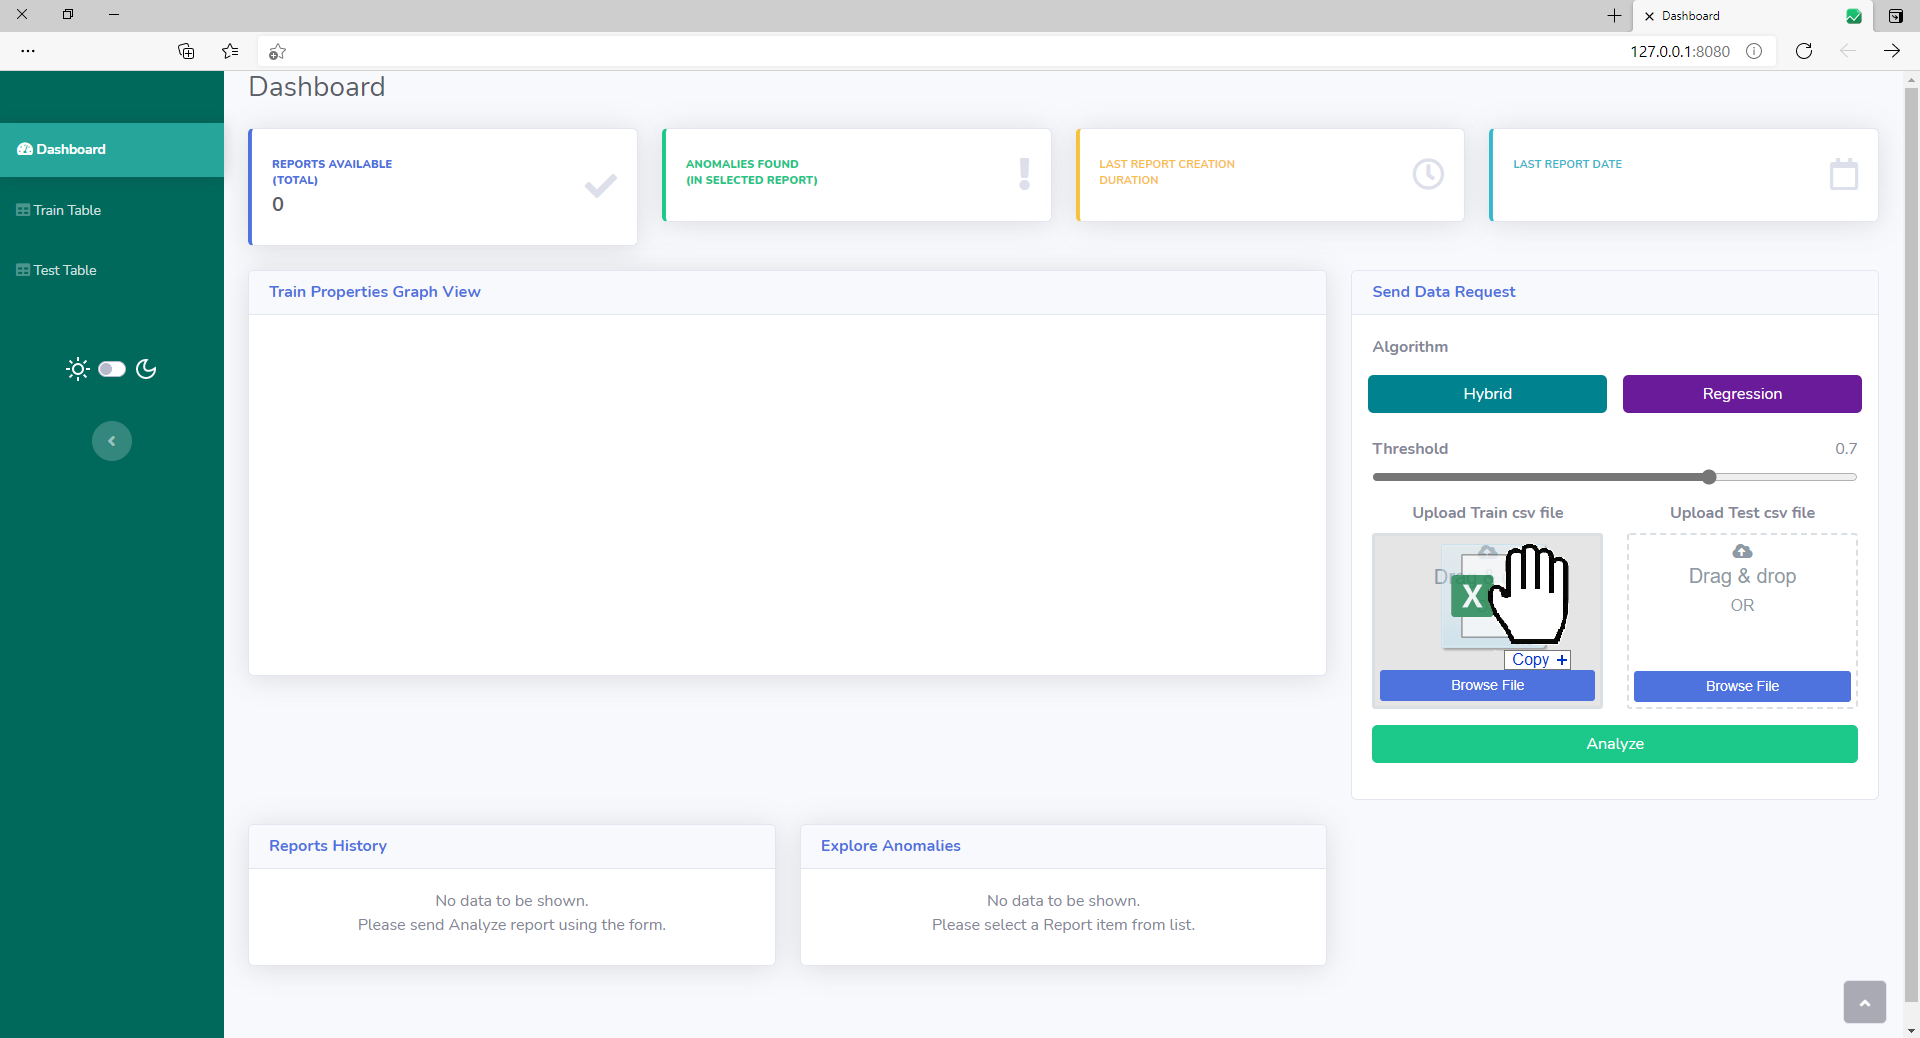 Dashboard
127.0.0.1:8080
Dashboard
Dashboard
Train Table
Test Table
REPORTS AVAILABLE
(TOTAL)
0
ANOMALIES FOUND
(IN SELECTED REPORT)
LAST REPORT CREATION
DURATION
LAST REPORT DATE
Train Properties Graph View
Send Data Request
Algorithm
Hybrid
Regression
Threshold
0.7
Upload Train csv file
Upload Test csv file
X
Copy +
Browse File
Drag & drop
OR
Browse File
Analyze
Reports History
No data to be shown.
Please send Analyze report using the form.
Explore Anomalies
No data to be shown.
Please select a Report item from list.